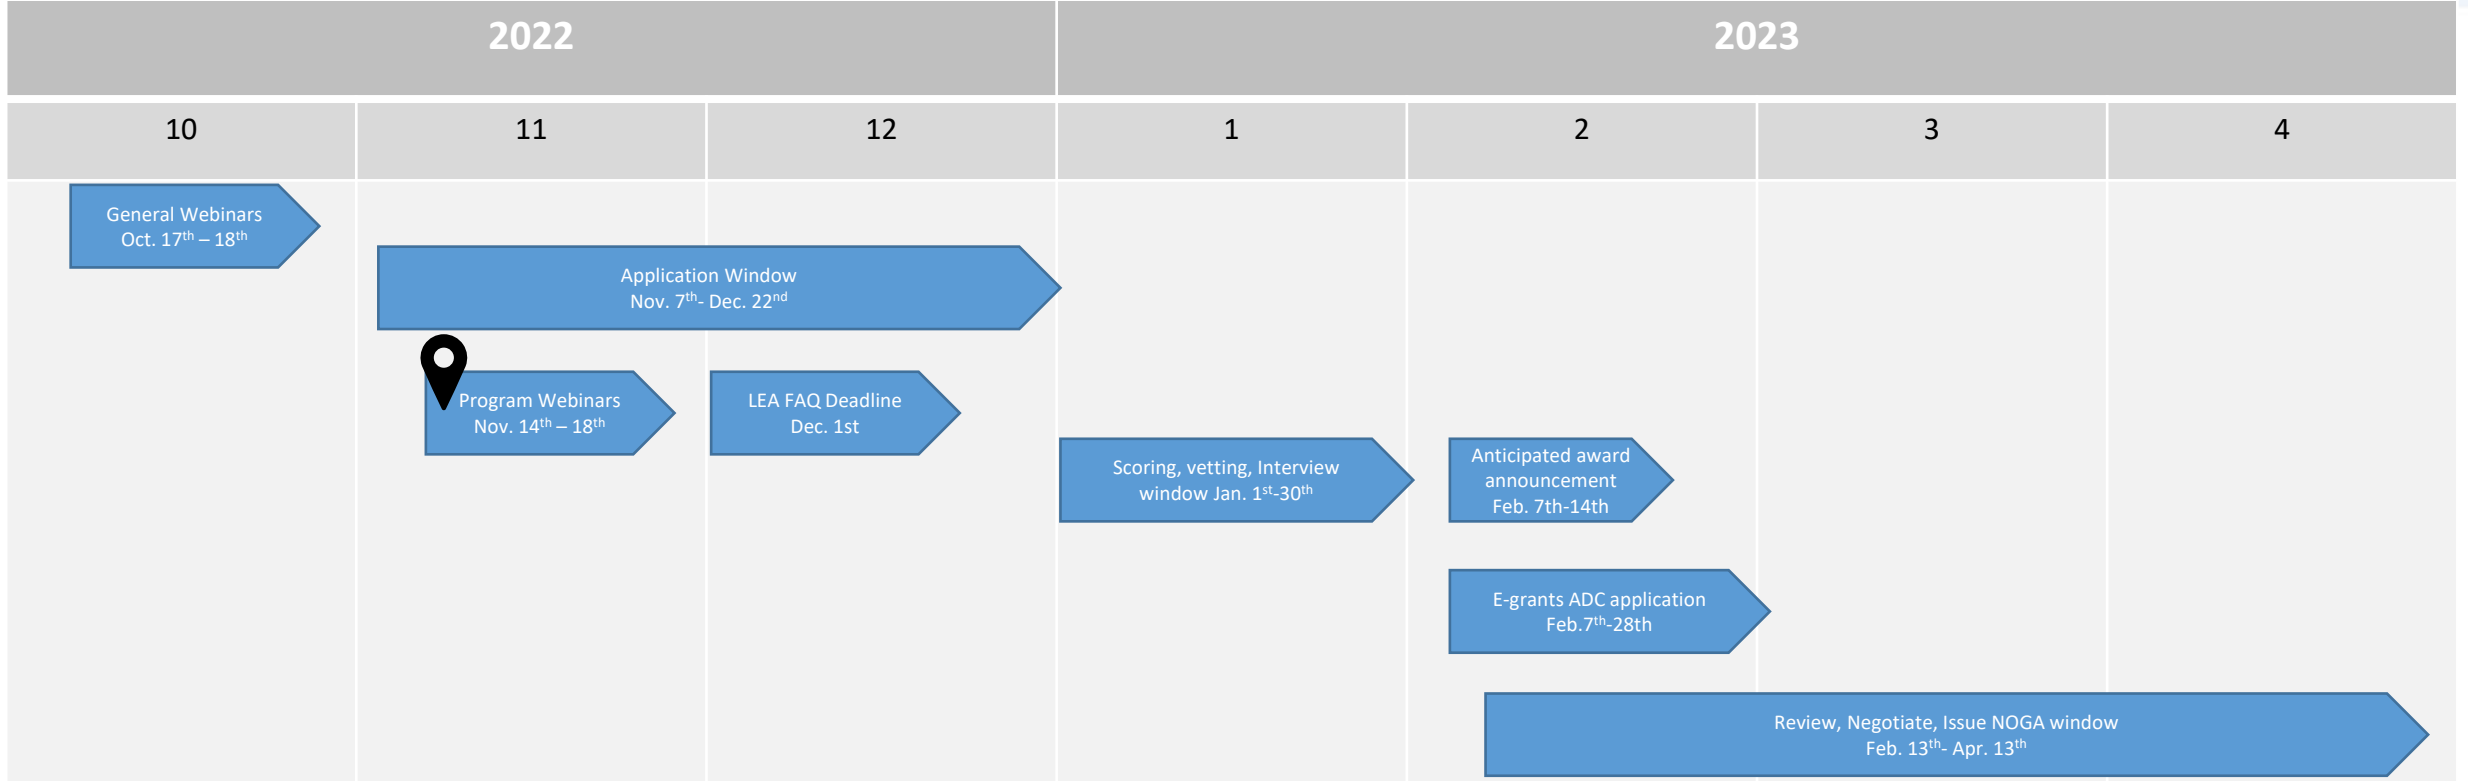 2022
2023
10
11
12
1
2
3
4
General Webinars
Oct. 17th – 18th
Application Window
Nov. 7th- Dec. 22nd
Program Webinars
Nov. 14th – 18th
LEA FAQ Deadline
Dec. 1st
Scoring, vetting, Interview
window Jan. 1st-30th
Anticipated award
announcement
Feb. 7th-14th
E-grants ADC application
Feb.7th-28th
Review, Negotiate, Issue NOGA window
Feb. 13th- Apr. 13th